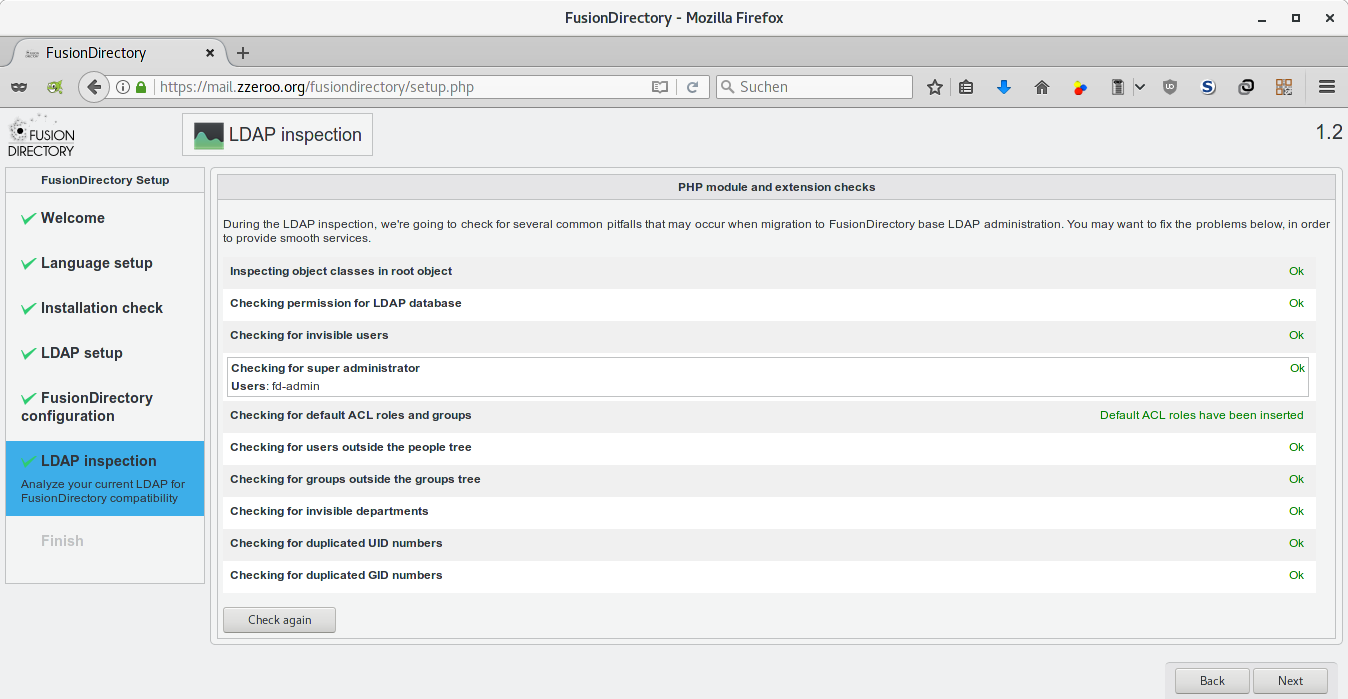 FusionDirectory - Mozilla Firefox
FusionDirectory
https://mail.zzeroo.org/fusiondirectory/setup.php
Suchen
FUSION
DIRECTORY
LDAP inspection
1.2
FusionDirectory Setup
Welcome
Language setup
Installation check
LDAP setup
FusionDirectory
configuration
LDAP inspection
Analyze your current LDAP for
FusionDirectory compatibility
Finish
PHP module and extension checks
During the LDAP inspection, we're going to check for several common pitfalls that may occur when migration to FusionDirectory base LDAP administration. You may want to fix the problems below, in order
to provide smooth services.
Inspecting object classes in root object Ok
Checking permission for LDAP database Ok
Checking for invisible users Ok
Checking for super administrator Ok
Users: fd-admin
Checking for default ACL roles and groups Default ACL roles have been inserted
Checking for users outside the people tree Ok
Checking for groups outside the groups tree Ok
Checking for invisible departments Ok
Checking for duplicated UID numbers Ok
Checking for duplicated GID numbers Ok
Check again
Back Next